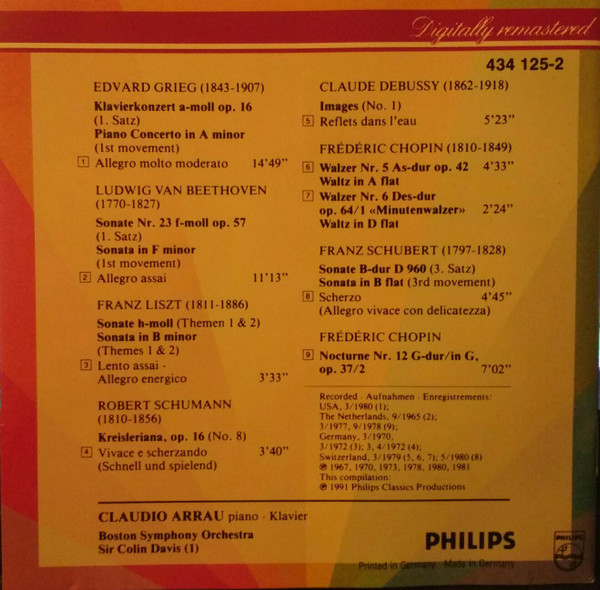 Digitally remastered
434 125-2
EDVARD GRIEG (1843-1907)
Klavierkonzert a-moll op. 16
(1. Satz)
Piano Concerto in A minor
(1st movement)
1 Allegro molto moderato 14'49"
LUDWIG VAN BEETHOVEN
(1770-1827)
Sonate Nr. 23 f-moll op. 57
(1. Satz)
Sonata in F minor
(1st movement)
2 Allegro assai 11'13"
FRANZ LISZT (1811-1886)
Sonate h-moll (Themen 1 & 2)
Sonata in B minor
(Themes 1 & 2)
3 Lento assai -
Allegro energico 3'33"
ROBERT SCHUMANN
(1810-1856)
Kreisleriana, op. 16 (No. 8)
4 Vivace e scherzando 3'40"
(Schnell und spielend)
CLAUDE DEBUSSY (1862-1918)
Images (No. 1)
5 Reflets dans l'eau 5'23"
FRÉDÉRIC CHOPIN (1810-1849)
6 Walzer Nr. 5 As-dur op. 42 4'33"
Waltz in A flat
7 Walzer Nr. 6 Des-dur
op. 64/1 «Minutenwalzer» 2'24"
Waltz in D flat
FRANZ SCHUBERT (1797-1828)
Sonate B-dur D 960 (3. Satz)
Sonata in B flat (3rd movement)
8 Scherzo 4'45"
(Allegro vivace con delicatezza)
FRÉDÉRIC CHOPIN
9 Nocturne Nr. 12 G-dur/in G,
op. 37/2 7'02"
Recorded · Aufnahmen · Enregistrements:
USA, 3/1980 (1);
The Netherlands, 9/1965 (2);
3/1977, 9/1978 (9);
Germany, 3/1970,
3/1972 (3); 3, 4/1972 (4);
Switzerland, 3/1979 (5, 6, 7); 5/1980 (8)
℗ 1967, 1970, 1973, 1978, 1980, 1981
This compilation:
℗ 1991 Philips Classics Productions
CLAUDIO ARRAU piano · Klavier
Boston Symphony Orchestra
Sir Colin Davis (1)
PHILIPS
Printed in Germany · Made in Germany